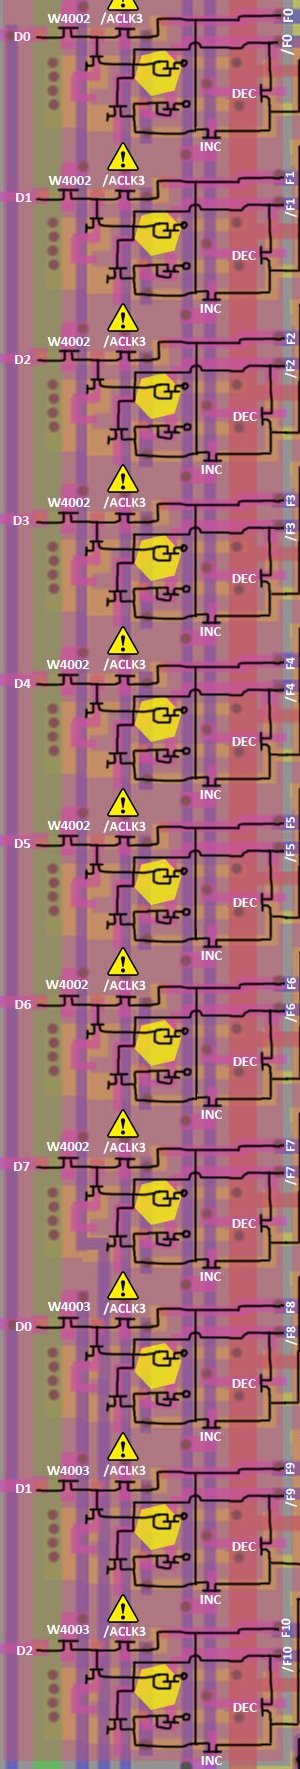 W4002 /ACLK3 F0
D0 /F0
DEC
INC
!
W4002 /ACLK3 F1
D1 /F1
DEC
INC
!
W4002 /ACLK3 F2
D2 /F2
DEC
INC
!
W4002 /ACLK3 F3
D3 /F3
DEC
INC
!
W4002 /ACLK3 F4
D4 /F4
DEC
INC
!
W4002 /ACLK3 F5
D5 /F5
DEC
INC
!
W4002 /ACLK3 F6
D6 /F6
DEC
INC
!
W4002 /ACLK3 F7
D7 /F7
DEC
INC
!
W4003 /ACLK3 F8
D0 /F8
DEC
INC
!
W4003 /ACLK3 F9
D1 /F9
DEC
INC
!
W4003 /ACLK3 F10
D2 /F10
DEC
INC